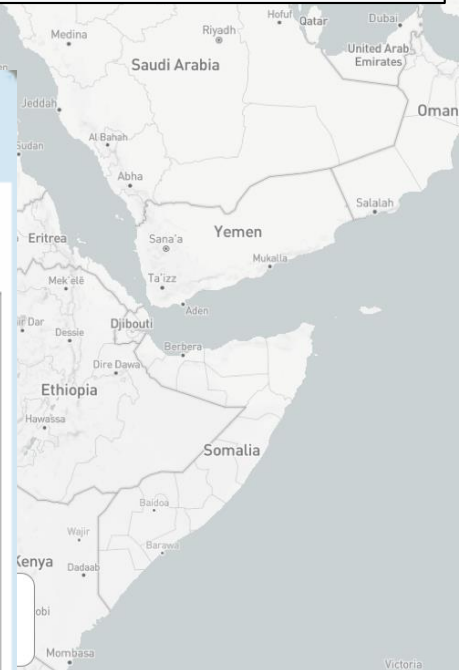 Hofuf
Qatar
Dubai
Riyadh
Medina
United Arab
Emirates
Saudi Arabia
Jeddah
Oman
Al Bahah
Sudan
Abha
Salalah
Eritrea
Sana'a
Yemen
Mukalla
Mek'elē
Ta'izz
Aden
Djibouti
Dessie
Berbera
Dire Dawa
Ethiopia
Hawassa
Somalia
Baidoa
Wajir
Barawa
Kenya
Dadaab
Mombasa
Victoria